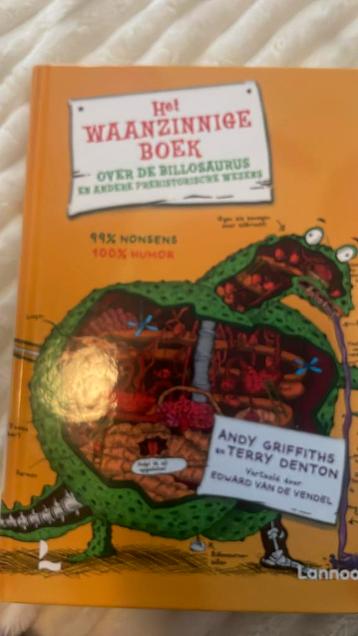 Het
WAANZINNIGE
BOEK
OVER DE BILLOSAURUS
EN ANDERE PREHISTORISCHE WEZENS
99% NONSENS
100% HUMOR
ANDY GRIFFITHS
en TERRY DENTON
Vertaald door
EDWARD VAN DE VENDEL
Lannoo